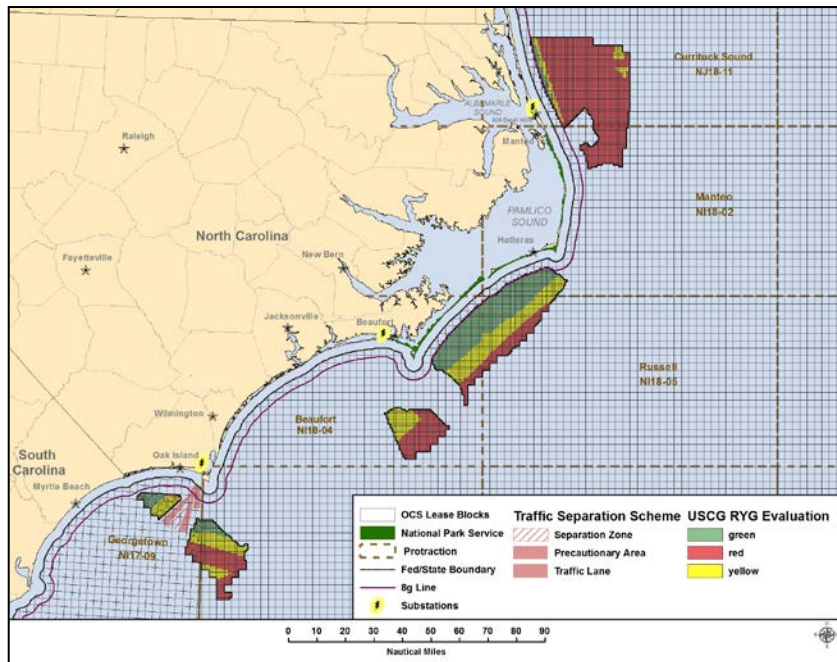 Currituck Sound
NJ18-11
ALBEMARLE
SOUND
Kill Devil Hills
Manteo
Raleigh
Manteo
NI18-02
PAMLICO
SOUND
North Carolina
Hatteras
New Bern
Fayetteville
Jacksonville
Beaufort
Russell
NI18-05
Wilmington
Beaufort
NI18-04
South
Carolina
Oak Island
Myrtle Beach
Georgetown
NI17-09
OCS Lease Blocks
National Park Service
Protraction
Fed/State Boundary
8g Line
Substations
Traffic Separation Scheme
Separation Zone
Precautionary Area
Traffic Lane
USCG RYG Evaluation
green
red
yellow
0 10 20 30 40 50 60 70 80 90
Nautical Miles